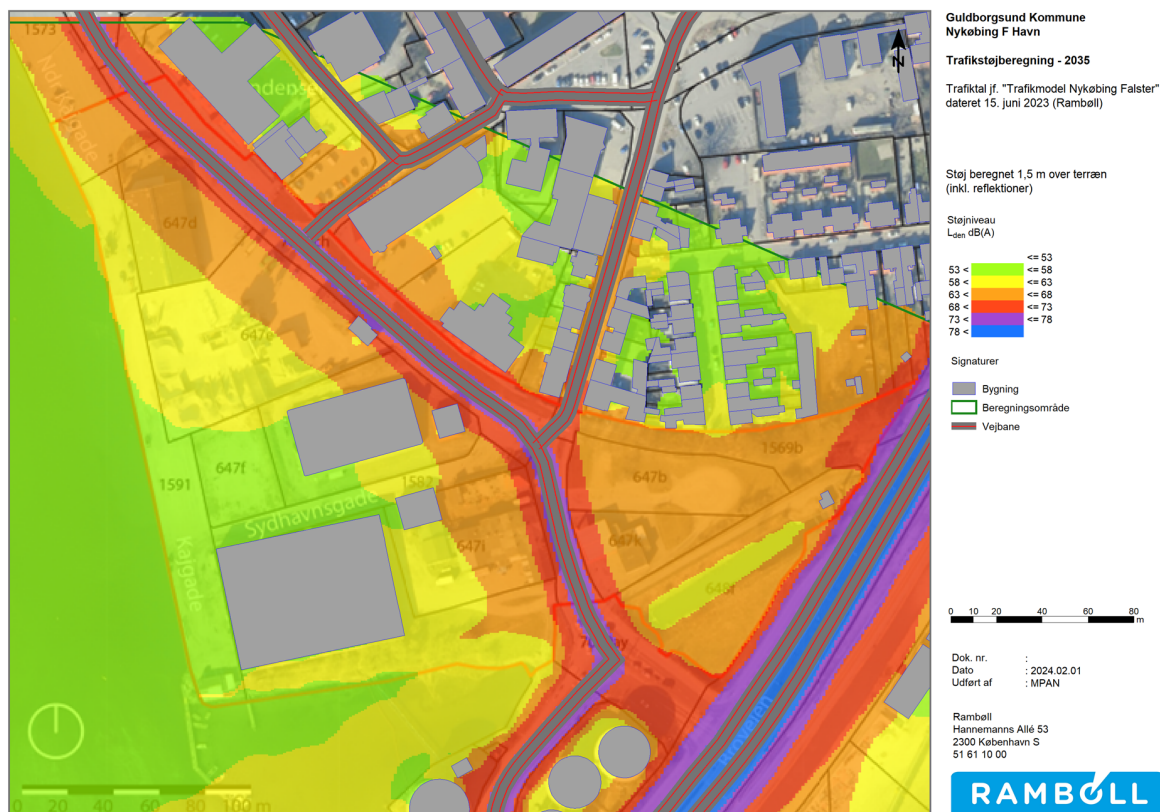 Guldborgsund Kommune
Nykøbing F Havn
Trafikstøjberegning - 2035
Trafiktal jf. "Trafikmodel Nykøbing Falster"
dateret 15. juni 2023 (Rambøll)
Støj beregnet 1,5 m over terræn
(inkl. reflektioner)
Støjniveau
Lden dB(A)
<= 53
53 < <= 58
58 < <= 63
63 < <= 68
68 < <= 73
73 < <= 78
78 <
Signaturer
Bygning
Beregningsområde
Vejbane
0 10 20 40 60 80
m
Dok. nr. :
Dato : 2024.02.01
Udført af : MPAN
Rambøll
Hannemanns Allé 53
2300 København S
51 61 10 00
RAMBOLL
N
1573
647d
647f
1591
1582
Sydhavnsgade
Kajgade
647i
647b
1569b
647k
0 20 40 60 80 100 m